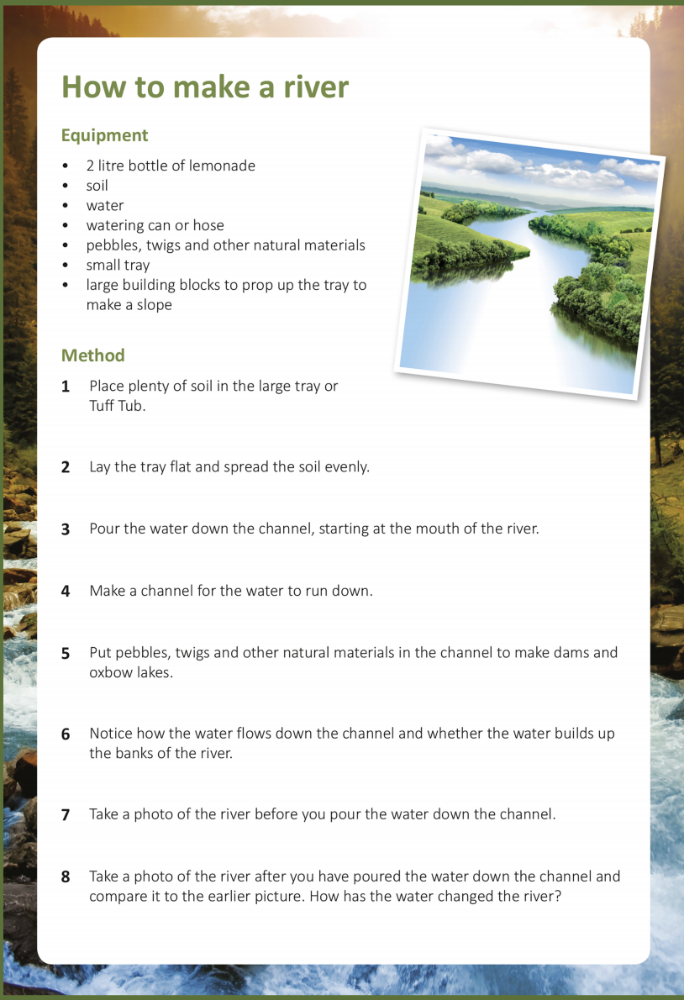 How to make a river
Equipment
• 2 litre bottle of lemonade
• soil
• water
• watering can or hose
• pebbles, twigs and other natural materials
• small tray
• large building blocks to prop up the tray to
make a slope
Method
1 Place plenty of soil in the large tray or
Tuff Tub.
2 Lay the tray flat and spread the soil evenly.
3 Pour the water down the channel, starting at the mouth of the river.
4 Make a channel for the water to run down.
5 Put pebbles, twigs and other natural materials in the channel to make dams and
oxbow lakes.
6 Notice how the water flows down the channel and whether the water builds up
the banks of the river.
7 Take a photo of the river before you pour the water down the channel.
8 Take a photo of the river after you have poured the water down the channel and
compare it to the earlier picture. How has the water changed the river?